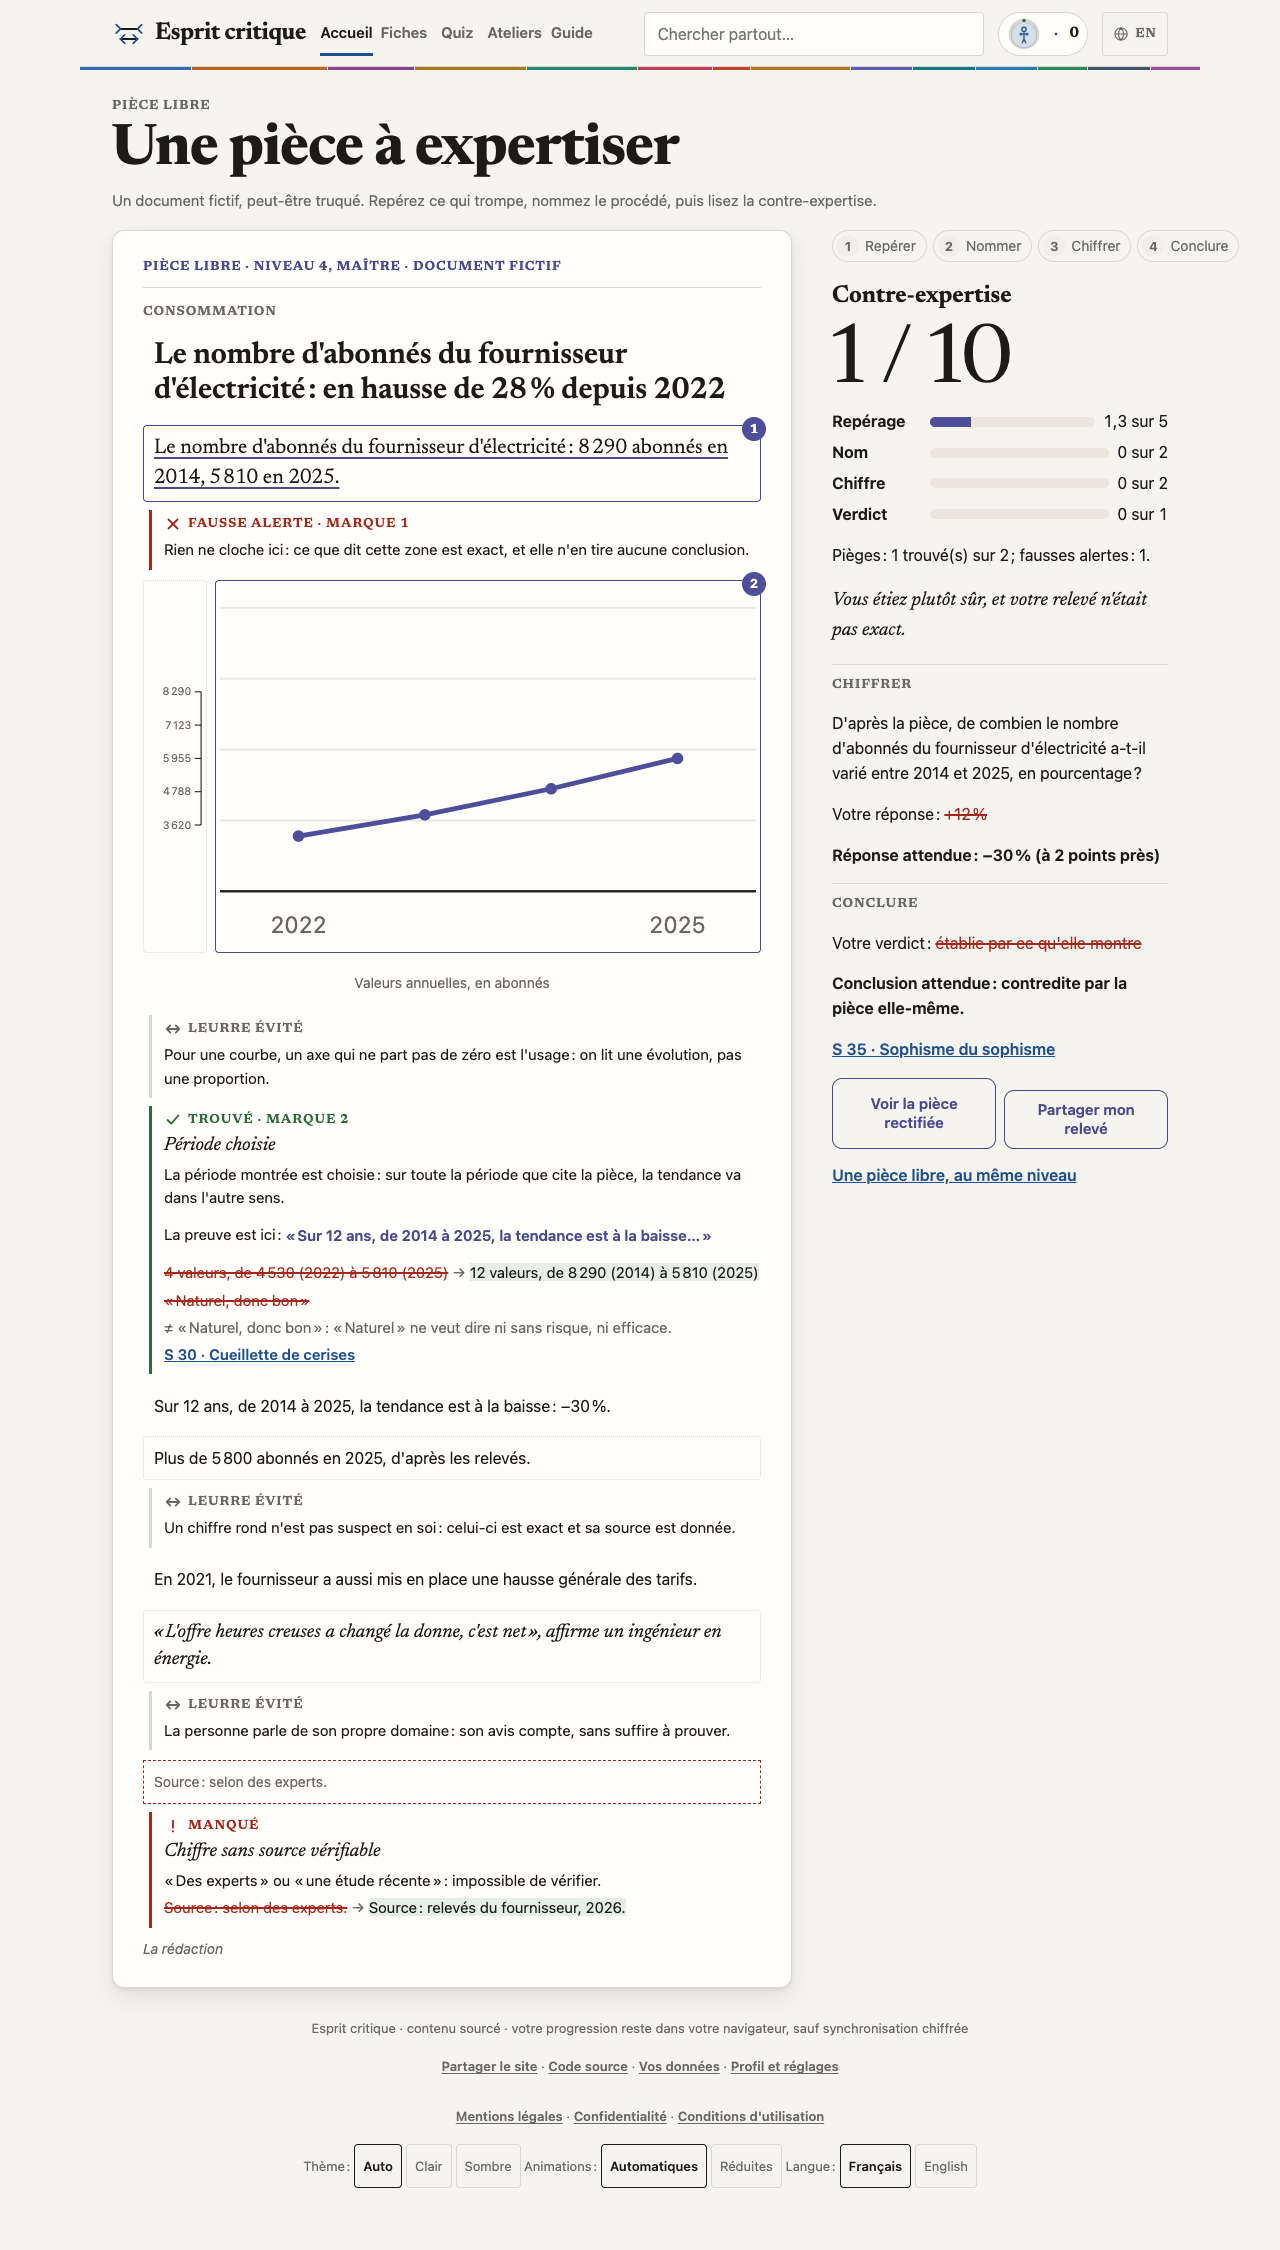 Esprit critique Accueil Fiches Quiz Ateliers Guide Chercher partout… · 0 EN
PIÈCE LIBRE
Une pièce à expertiser
Un document fictif, peut-être truqué. Repérez ce qui trompe, nommez le procédé, puis lisez la contre-expertise.
PIÈCE LIBRE · NIVEAU 4, MAÎTRE · DOCUMENT FICTIF
CONSOMMATION
Le nombre d'abonnés du fournisseur
d'électricité : en hausse de 28 % depuis 2022
1
Le nombre d'abonnés du fournisseur d'électricité : 8 290 abonnés en
2014, 5 810 en 2025.
FAUSSE ALERTE · MARQUE 1
Rien ne cloche ici : ce que dit cette zone est exact, et elle n'en tire aucune conclusion.
2
8 290
7 123
5 955
4 788
3 620
2022 2025
Valeurs annuelles, en abonnés
LEURRE ÉVITÉ
Pour une courbe, un axe qui ne part pas de zéro est l'usage : on lit une évolution, pas
une proportion.
TROUVÉ · MARQUE 2
Période choisie
La période montrée est choisie : sur toute la période que cite la pièce, la tendance va
dans l'autre sens.
La preuve est ici : « Sur 12 ans, de 2014 à 2025, la tendance est à la baisse… »
4 valeurs, de 4 530 (2022) à 5 810 (2025) → 12 valeurs, de 8 290 (2014) à 5 810 (2025)
« Naturel, donc bon »
≠ « Naturel, donc bon » : « Naturel » ne veut dire ni sans risque, ni efficace.
S 30 · Cueillette de cerises
Sur 12 ans, de 2014 à 2025, la tendance est à la baisse : −30 %.
Plus de 5 800 abonnés en 2025, d'après les relevés.
LEURRE ÉVITÉ
Un chiffre rond n'est pas suspect en soi : celui-ci est exact et sa source est donnée.
En 2021, le fournisseur a aussi mis en place une hausse générale des tarifs.
« L'offre heures creuses a changé la donne, c'est net », affirme un ingénieur en
énergie.
LEURRE ÉVITÉ
La personne parle de son propre domaine : son avis compte, sans suffire à prouver.
Source : selon des experts.
MANQUÉ
Chiffre sans source vérifiable
« Des experts » ou « une étude récente » : impossible de vérifier.
Source : selon des experts. → Source : relevés du fournisseur, 2026.
La rédaction
1 Repérer 2 Nommer 3 Chiffrer 4 Conclure
Contre-expertise
1 / 10
Repérage 1,3 sur 5
Nom 0 sur 2
Chiffre 0 sur 2
Verdict 0 sur 1
Pièges : 1 trouvé(s) sur 2 ; fausses alertes : 1.
Vous étiez plutôt sûr, et votre relevé n'était
pas exact.
CHIFFRER
D'après la pièce, de combien le nombre
d'abonnés du fournisseur d'électricité a-t-il
varié entre 2014 et 2025, en pourcentage ?
Votre réponse : +12 %
Réponse attendue : −30 % (à 2 points près)
CONCLURE
Votre verdict : établie par ce qu'elle montre
Conclusion attendue : contredite par la
pièce elle-même.
S 35 · Sophisme du sophisme
Voir la pièce
rectifiée
Partager mon
relevé
Une pièce libre, au même niveau
Esprit critique · contenu sourcé · votre progression reste dans votre navigateur, sauf synchronisation chiffrée
Partager le site · Code source · Vos données · Profil et réglages
Mentions légales · Confidentialité · Conditions d'utilisation
Thème : Auto Clair Sombre Animations : Automatiques Réduites Langue : Français English